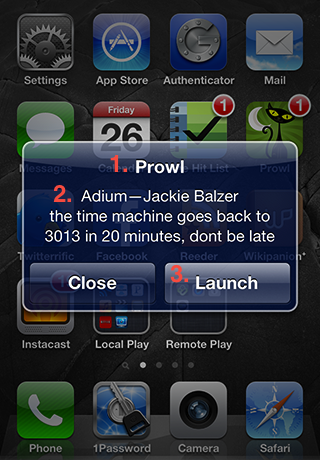 Settings
App Store
Authenticator
Mail
1
Friday
26
1
Messages
The Hit List
Prowl
1. Prowl
2. Adium—Jackie Balzer
the time machine goes back to
3013 in 20 minutes, dont be late
Close
3. Launch
Twitterrific
Facebook
Reeder
Wikipanion*
Instacast
Local Play
Remote Play
Phone
1Password
Camera
Safari